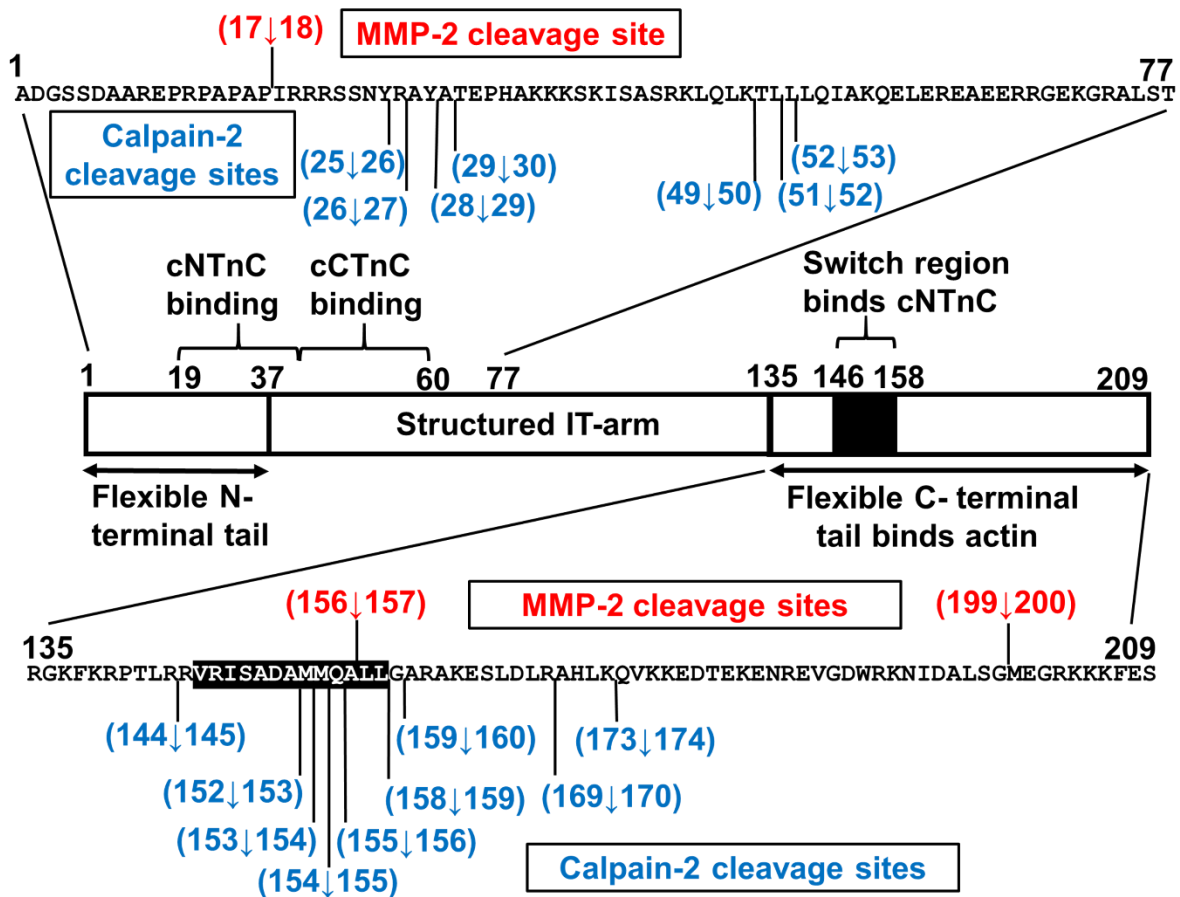 (17↓18) MMP-2 cleavage site
1 77
ADGSSDAAREPRPAPAPIRRRSSNYRAYATEPHAKKKSKISASRKLQLKTLLLQIAKQELEREAEERRGEKGRALST
Calpain-2
cleavage sites
(25↓26) (29↓30) (52↓53)
(26↓27) (28↓29) (49↓50) (51↓52)
cNTnC
binding
cCTnC
binding
Switch region
binds cNTnC
1 19 37 60 77 135 146 158 209
Structured IT-arm
Flexible N-
terminal tail
Flexible C- terminal
tail binds actin
(156↓157) MMP-2 cleavage sites (199↓200)
135 209
RGKFKRPTLRRVRISADAMMQALLGARAKESLDLRAHLKQVKKEDTEKENREVGDWRKNIDALSGMEGRKKKFES
(144↓145) (159↓160) (173↓174)
(152↓153) (158↓159) (169↓170)
(153↓154) (155↓156)
(154↓155)
Calpain-2 cleavage sites